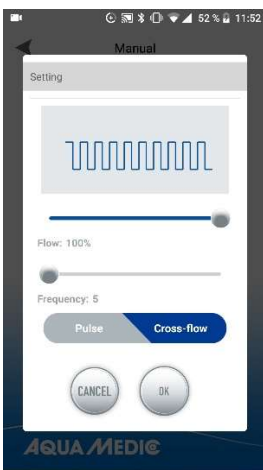 52 % 11:52
Manual
Setting
Flow: 100%
Frequency: 5
Pulse Cross-flow
CANCEL OK
AQUA MEDIC